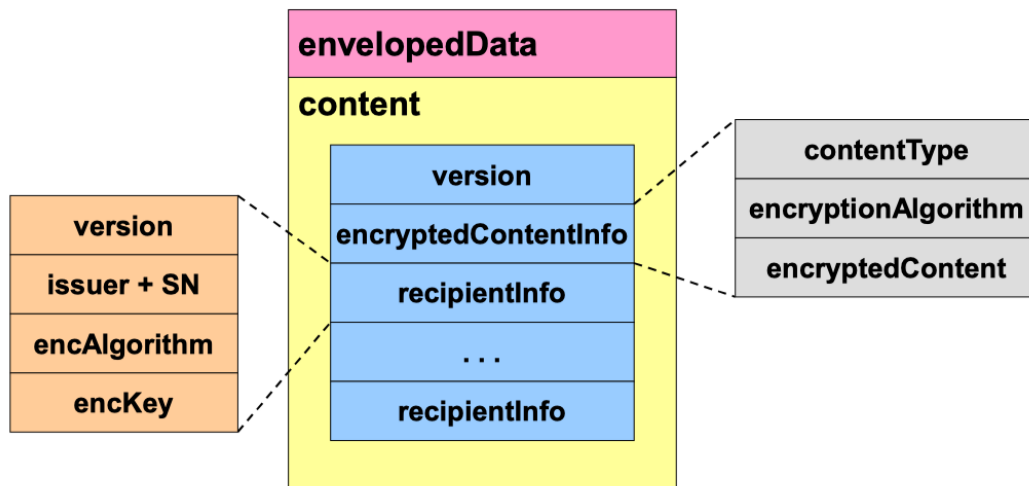 envelopedData
content
version
encryptedContentInfo
recipientInfo
. . .
recipientInfo
version
issuer + SN
encAlgorithm
encKey
contentType
encryptionAlgorithm
encryptedContent